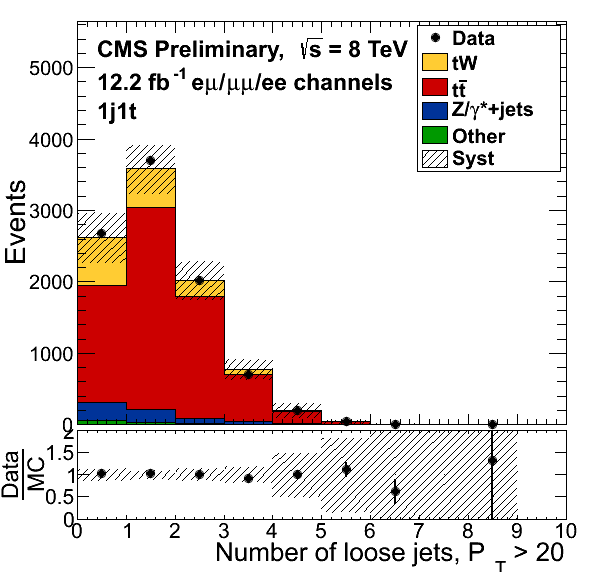 CMS Preliminary, √s = 8 TeV
12.2 fb⁻¹ eμ/μμ/ee channels
1j1t
Data
tW
tt̄
Z/γ*+jets
Other
Syst
Events
5000
4000
3000
2000
1000
0
Data
MC
2
1.5
1
0.5
0
0 1 2 3 4 5 6 7 8 9 10
Number of loose jets, P_T > 20